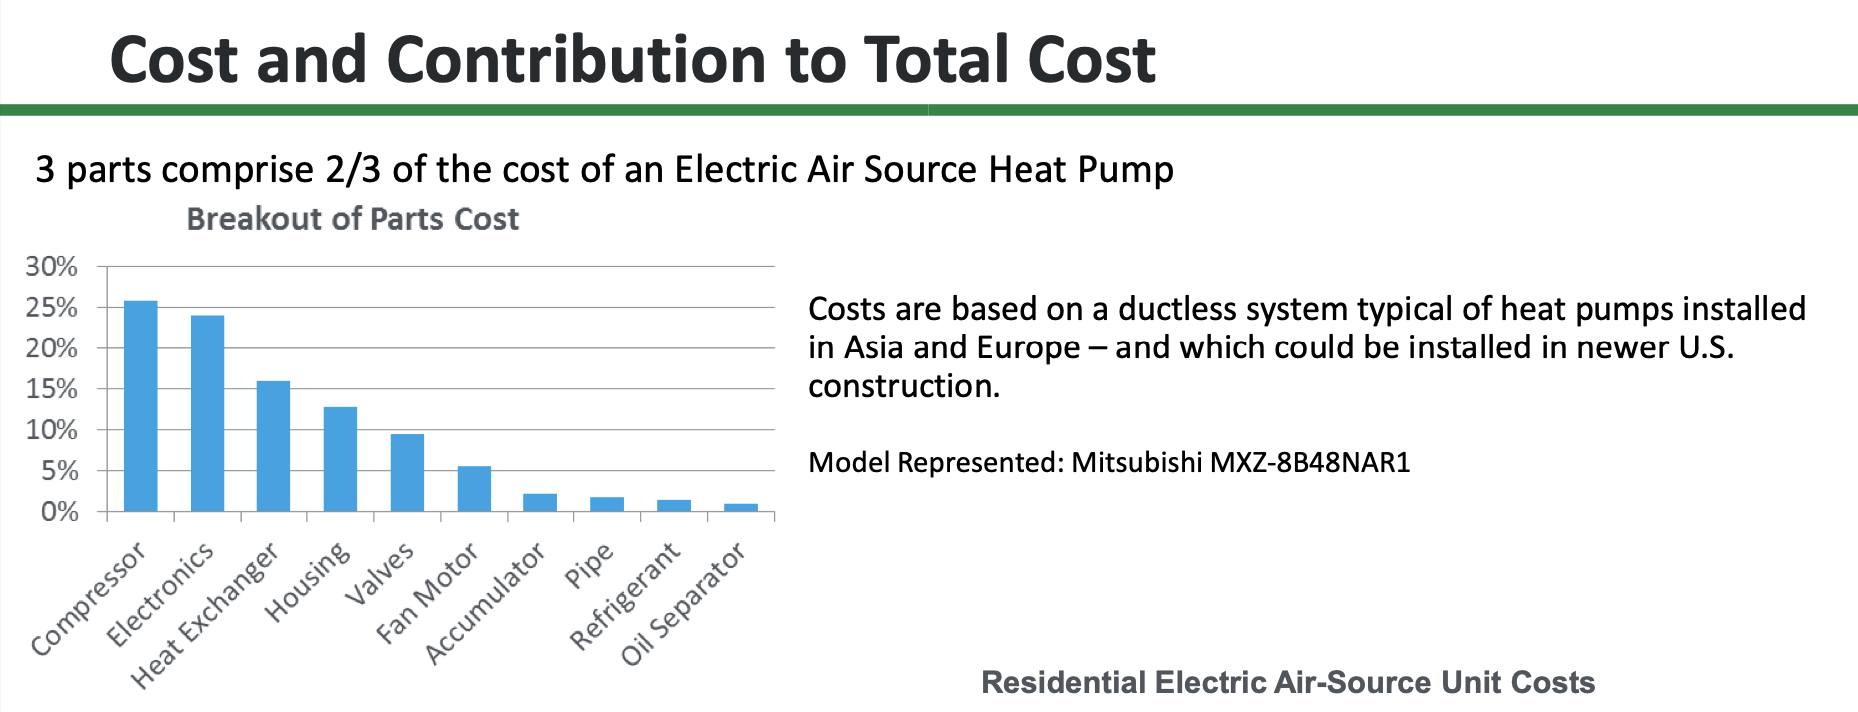 Cost and Contribution to Total Cost
3 parts comprise 2/3 of the cost of an Electric Air Source Heat Pump
Breakout of Parts Cost
30%
25%
20%
15%
10%
5%
0%
Compressor
Electronics
Heat Exchanger
Housing
Valves
Fan Motor
Accumulator
Pipe
Refrigerant
Oil Separator
Costs are based on a ductless system typical of heat pumps installed
in Asia and Europe – and which could be installed in newer U.S.
construction.
Model Represented: Mitsubishi MXZ-8B48NAR1
Residential Electric Air-Source Unit Costs